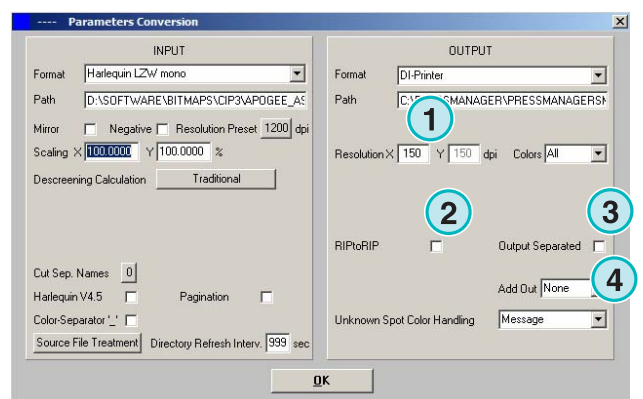 ---- Parameters Conversion
INPUT
Format Harlequin LZW mono
Path D:\SOFTWARE\BITMAPS\CIP3\APOGEE_AS
Mirror Negative Resolution Preset 1200 dpi
Scaling X 100.0000 Y 100.0000 %
Descreening Calculation Traditional
Cut Sep. Names 0
Harlequin V4.5 Pagination
Color-Separator '_'
Source File Treatment Directory Refresh Interv. 999 sec
OUTPUT
Format DI-Printer
Path
1
Resolution X 150 Y 150 dpi Colors All
2 3
RIPtoRIP Output Separated
4
Add Out None
Unknown Spot Color Handling Message
OK